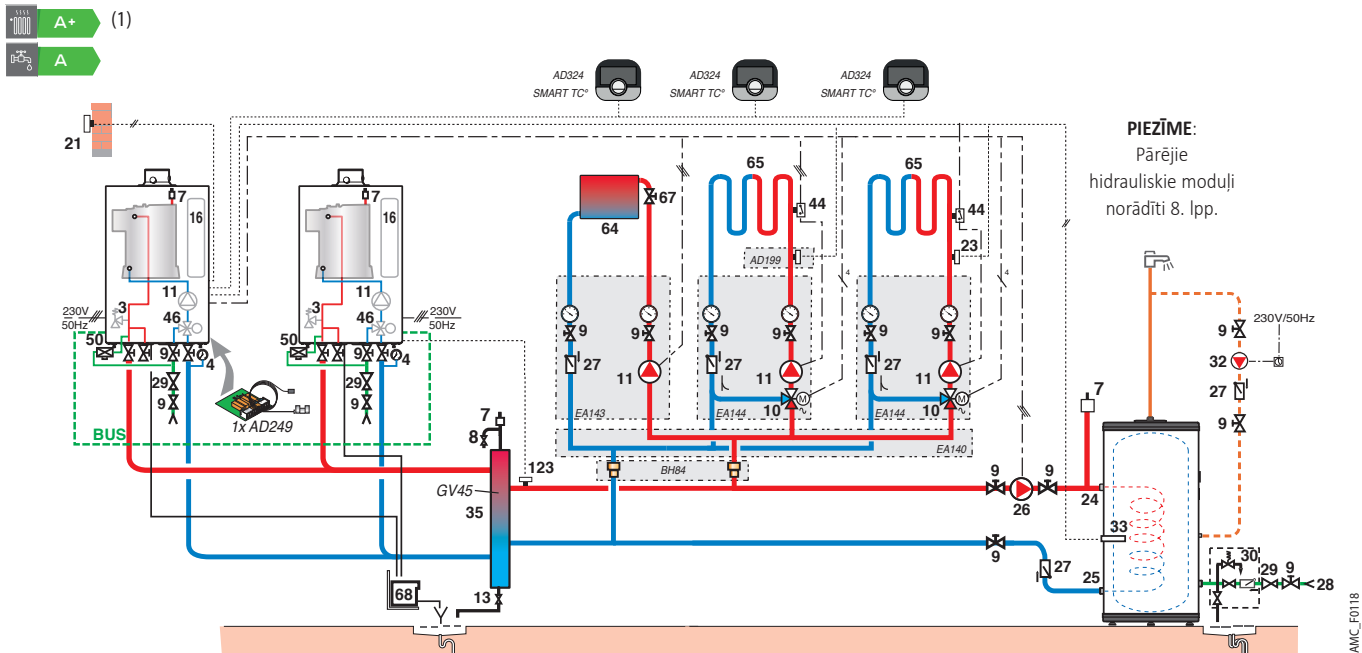 A+ (1)
A
AD324
SMART TC°
AD324
SMART TC°
AD324
SMART TC°
21
PIEZĪME:
Pārējie
hidrauliskie moduļi
norādīti 8. lpp.
7
16
7
16
65
65
67
44
44
64
23
AD199
4
4
11
11
3
46
3
46
230V
50Hz
230V
50Hz
50
9
4
50
9
4
29
9
29
9
1x AD249
BUS
9
9
9
9
9
9
27
27
27
11
11
11
M
M
10
10
EA143
EA144
EA144
EA140
BH84
7
8
123
GV45
35
13
68
9
9
26
9
27
7
24
33
25
9
230V/50Hz
32
27
9
30
29
9
28
AMC_F0118